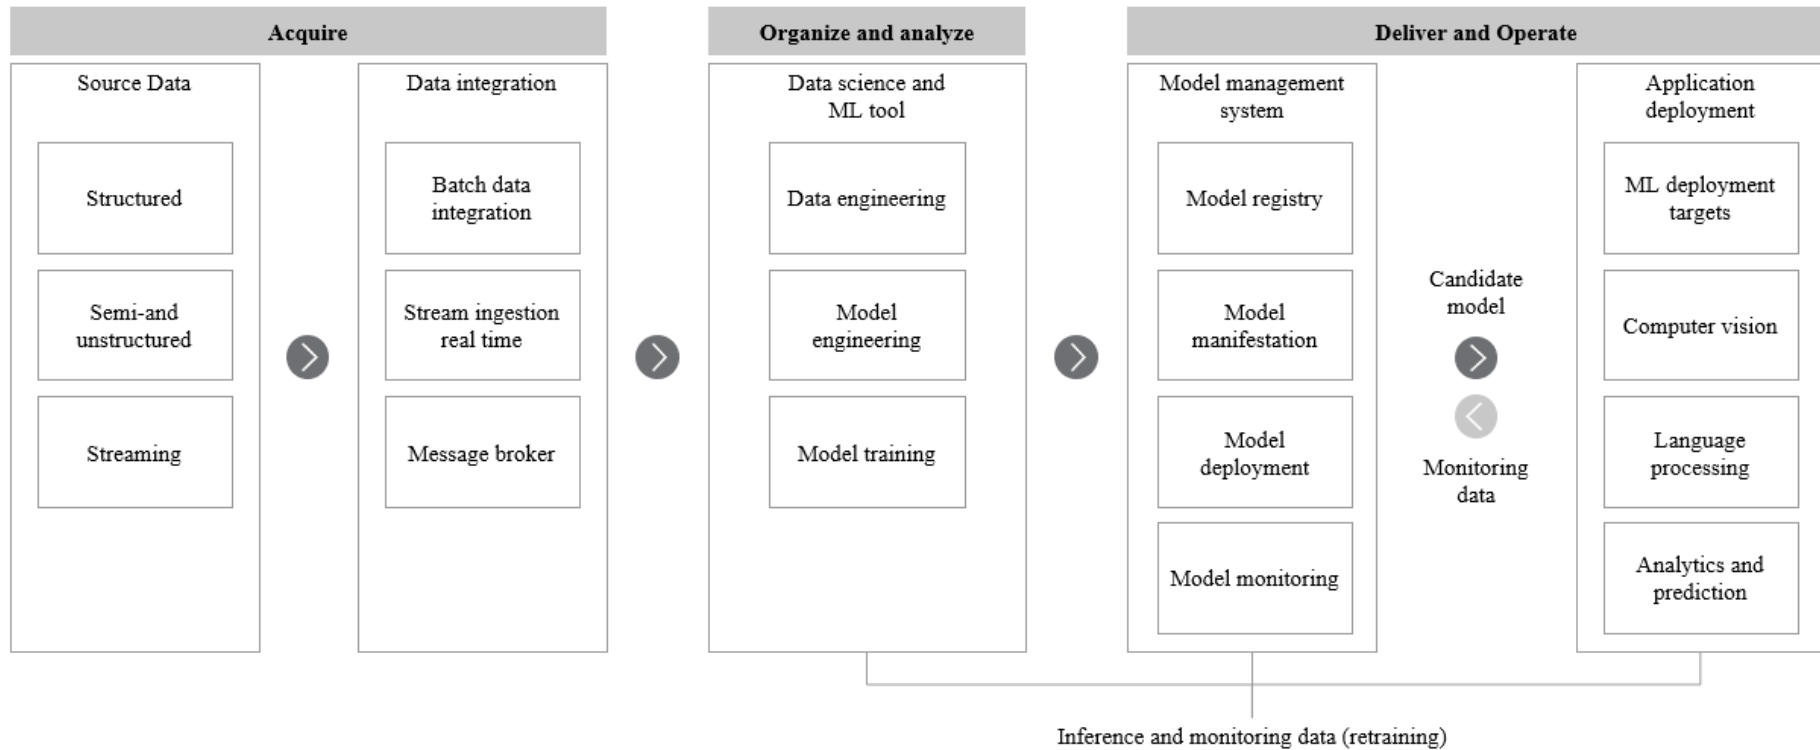 Acquire
Source Data
Structured
Semi-and
unstructured
Streaming
Data integration
Batch data
integration
Stream ingestion
real time
Message broker
Organize and analyze
Data science and
ML tool
Data engineering
Model
engineering
Model training
Deliver and Operate
Model management
system
Model registry
Model
manifestation
Model
deployment
Model monitoring
Candidate
model
Monitoring
data
Application
deployment
ML deployment
targets
Computer vision
Language
processing
Analytics and
prediction
Inference and monitoring data (retraining)